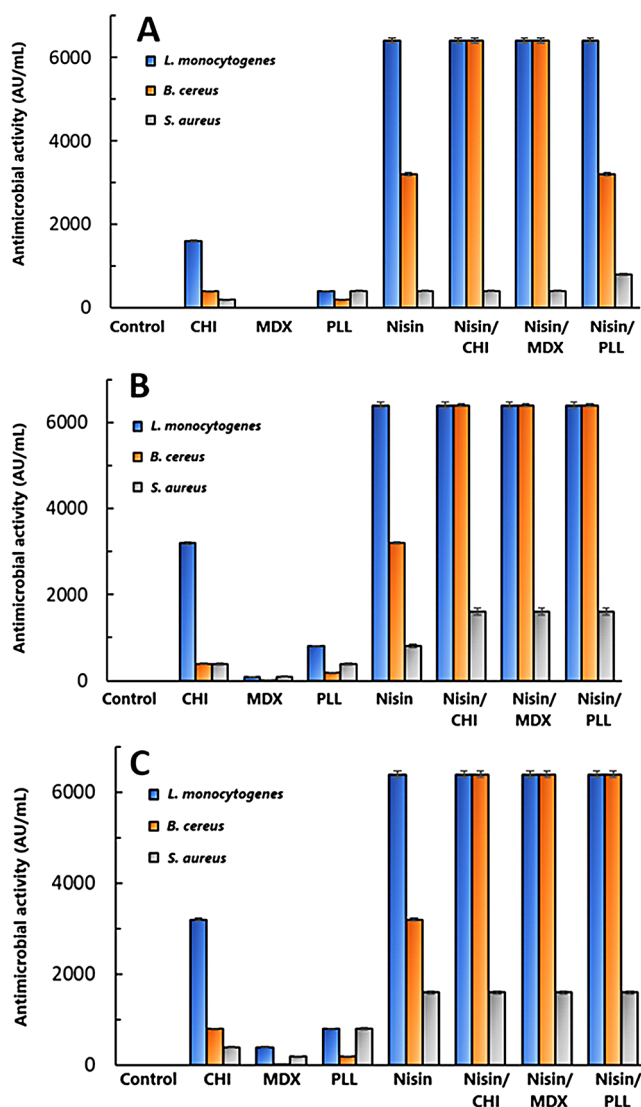 A
Antimicrobial activity (AU/mL)
6000
4000
2000
0
L. monocytogenes
B. cereus
S. aureus
Control CHI MDX PLL Nisin Nisin/ Nisin/ Nisin/
CHI MDX PLL
B
Antimicrobial activity (AU/mL)
6000
4000
2000
0
L. monocytogenes
B. cereus
S. aureus
Control CHI MDX PLL Nisin Nisin/ Nisin/ Nisin/
CHI MDX PLL
C
Antimicrobial activity (AU/mL)
6000
4000
2000
0
L. monocytogenes
B. cereus
S. aureus
Control CHI MDX PLL Nisin Nisin/ Nisin/ Nisin/
CHI MDX PLL